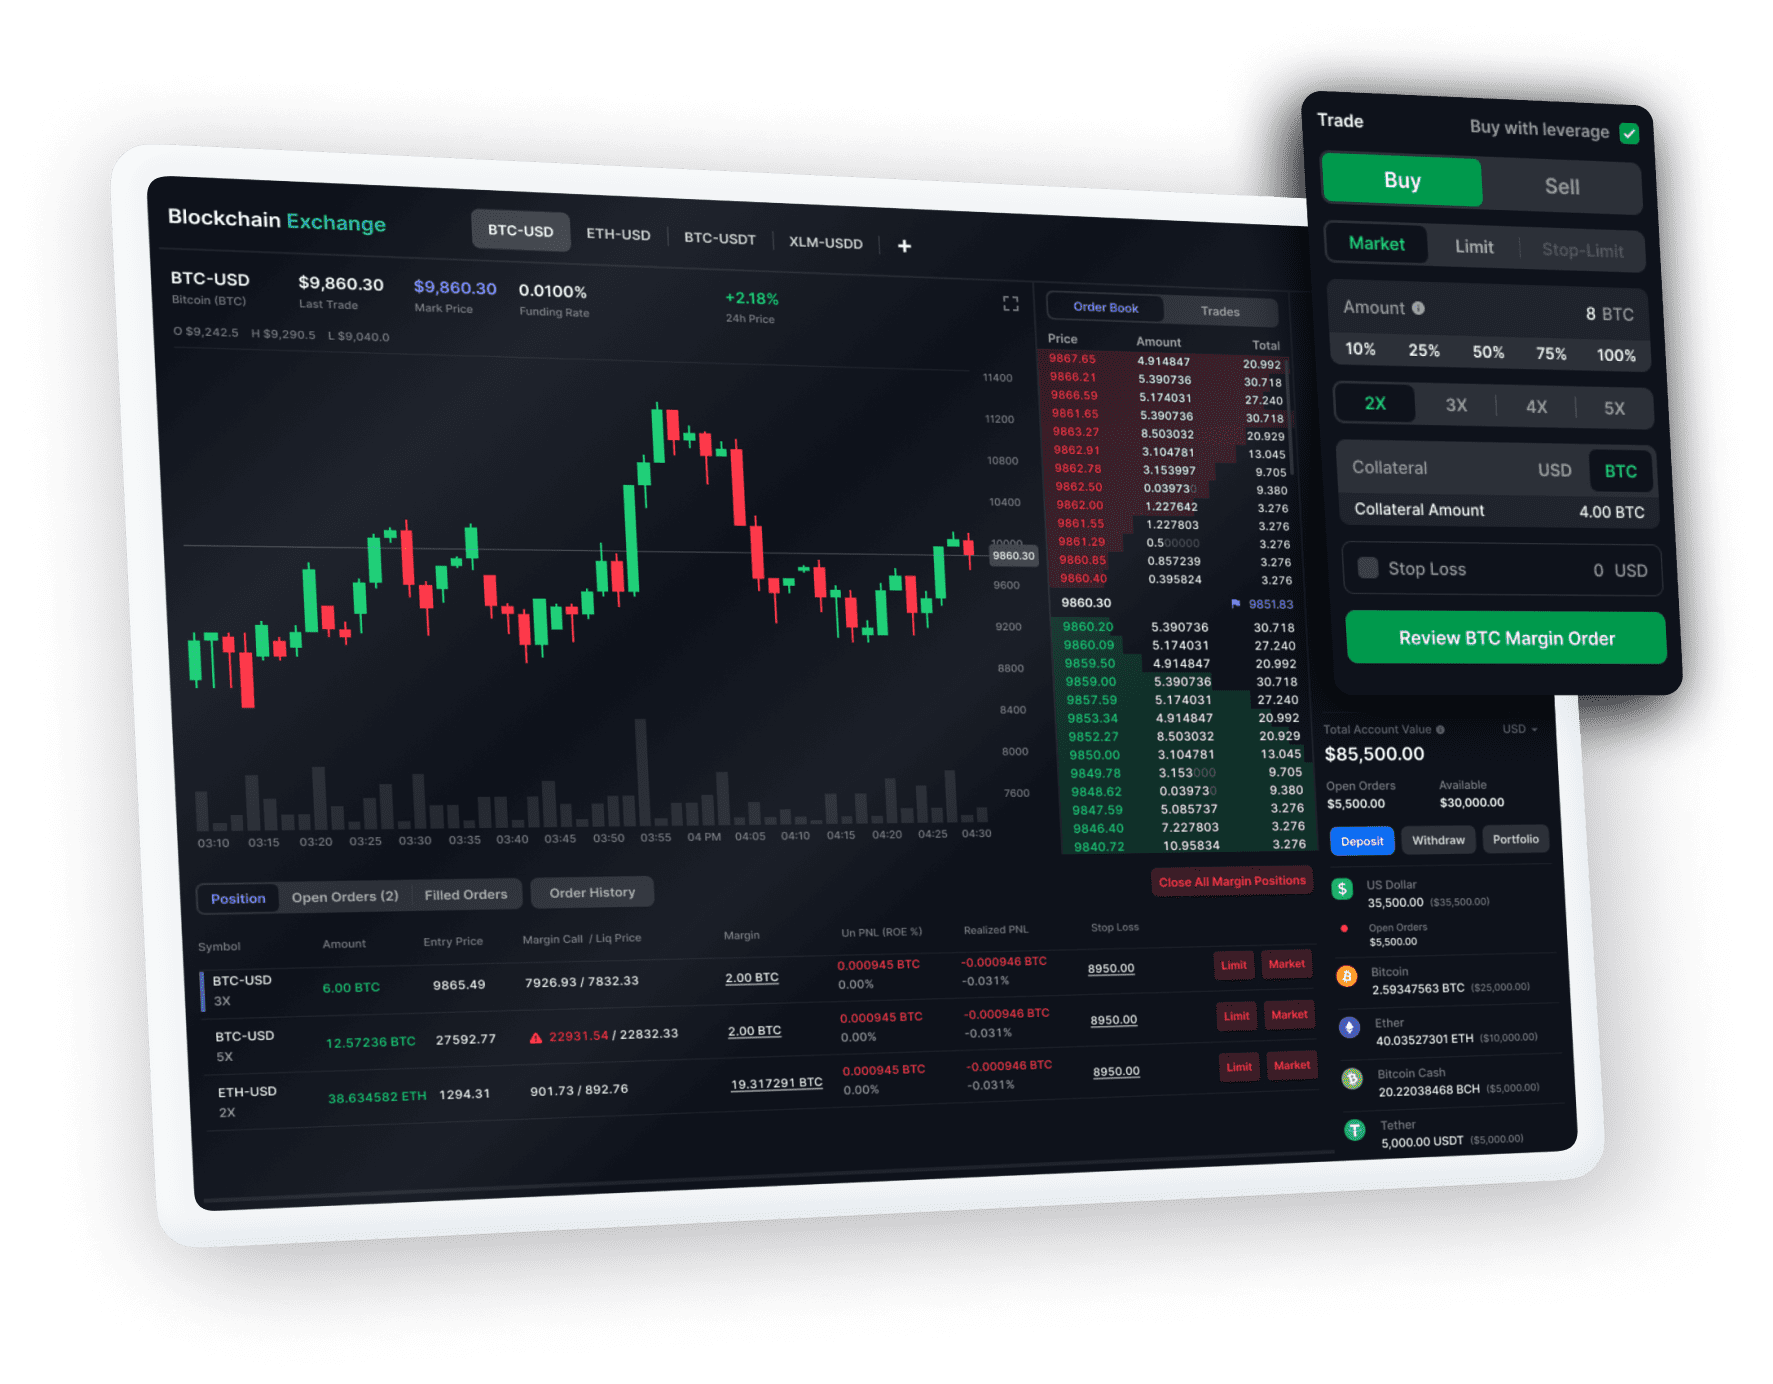 Trade
Buy with leverage
Buy Sell
Market Limit Stop-Limit
Amount 8 BTC
10% 25% 50% 75% 100%
2X 3X 4X 5X
Collateral USD BTC
Collateral Amount 4.00 BTC
Stop Loss 0 USD
Review BTC Margin Order
Blockchain Exchange
BTC-USD ETH-USD BTC-USDT XLM-USDD +
BTC-USD $9,860.30 $9,860.30 0.0100% +2.18%
Bitcoin (BTC) Last Trade Mark Price Funding Rate 24h Price
O $9,242.5 H $9,290.5 L $9,040.0
11400
11200
10800
10400
10000
9860.30
9600
9200
8800
8400
8000
7600
03:10 03:15 03:20 03:25 03:30 03:35 03:40 03:45 03:50 03:55 04 PM 04:05 04:10 04:15 04:20 04:25 04:30
Order Book Trades
Price Amount Total
9867.65 4.914847 20.992
9866.21 5.390736 30.718
9866.59 5.174031 27.240
9861.65 5.390736 30.718
9863.27 8.503032 20.929
9862.91 3.104781 13.045
9862.78 3.153997 9.705
9862.50 0.039730 9.380
9862.00 1.227642 3.276
9861.55 1.227803 3.276
9861.29 0.500000 3.276
9860.85 0.857239 3.276
9860.40 0.395824 3.276
9860.30 9851.83
9860.20 5.390736 30.718
9860.09 5.174031 27.240
9859.50 4.914847 20.992
9859.00 5.390736 30.718
9857.59 5.174031 27.240
9853.34 4.914847 20.992
9852.27 8.503032 20.929
9850.00 3.104781 13.045
9849.78 3.153000 9.705
9848.62 0.039730 9.380
9847.59 5.085737 3.276
9846.40 7.227803 3.276
9840.72 10.95834 3.276
Total Account Value USD
$85,500.00
Open Orders Available
$5,500.00 $30,000.00
Deposit Withdraw Portfolio
US Dollar
35,500.00 ($35,500.00)
Open Orders
$5,500.00
Bitcoin
2.59347563 BTC ($25,000.00)
Ether
40.03527301 ETH ($10,000.00)
Bitcoin Cash
20.22038468 BCH ($5,000.00)
Tether
5,000.00 USDT ($5,000.00)
Position Open Orders (2) Filled Orders Order History Close All Margin Positions
Symbol Amount Entry Price Margin Call / Liq Price Margin Un PNL (ROE %) Realized PNL Stop Loss
BTC-USD 6.00 BTC 9865.49 7926.93 / 7832.33 2.00 BTC 0.000945 BTC -0.000946 BTC 8950.00 Limit Market
3X 0.00% -0.031%
BTC-USD 12.57236 BTC 27592.77 22931.54 / 22832.33 2.00 BTC 0.000945 BTC -0.000946 BTC 8950.00 Limit Market
5X 0.00% -0.031%
ETH-USD 38.634582 ETH 1294.31 901.73 / 892.76 19.317291 BTC 0.000945 BTC -0.000946 BTC 8950.00 Limit Market
2X 0.00% -0.031%